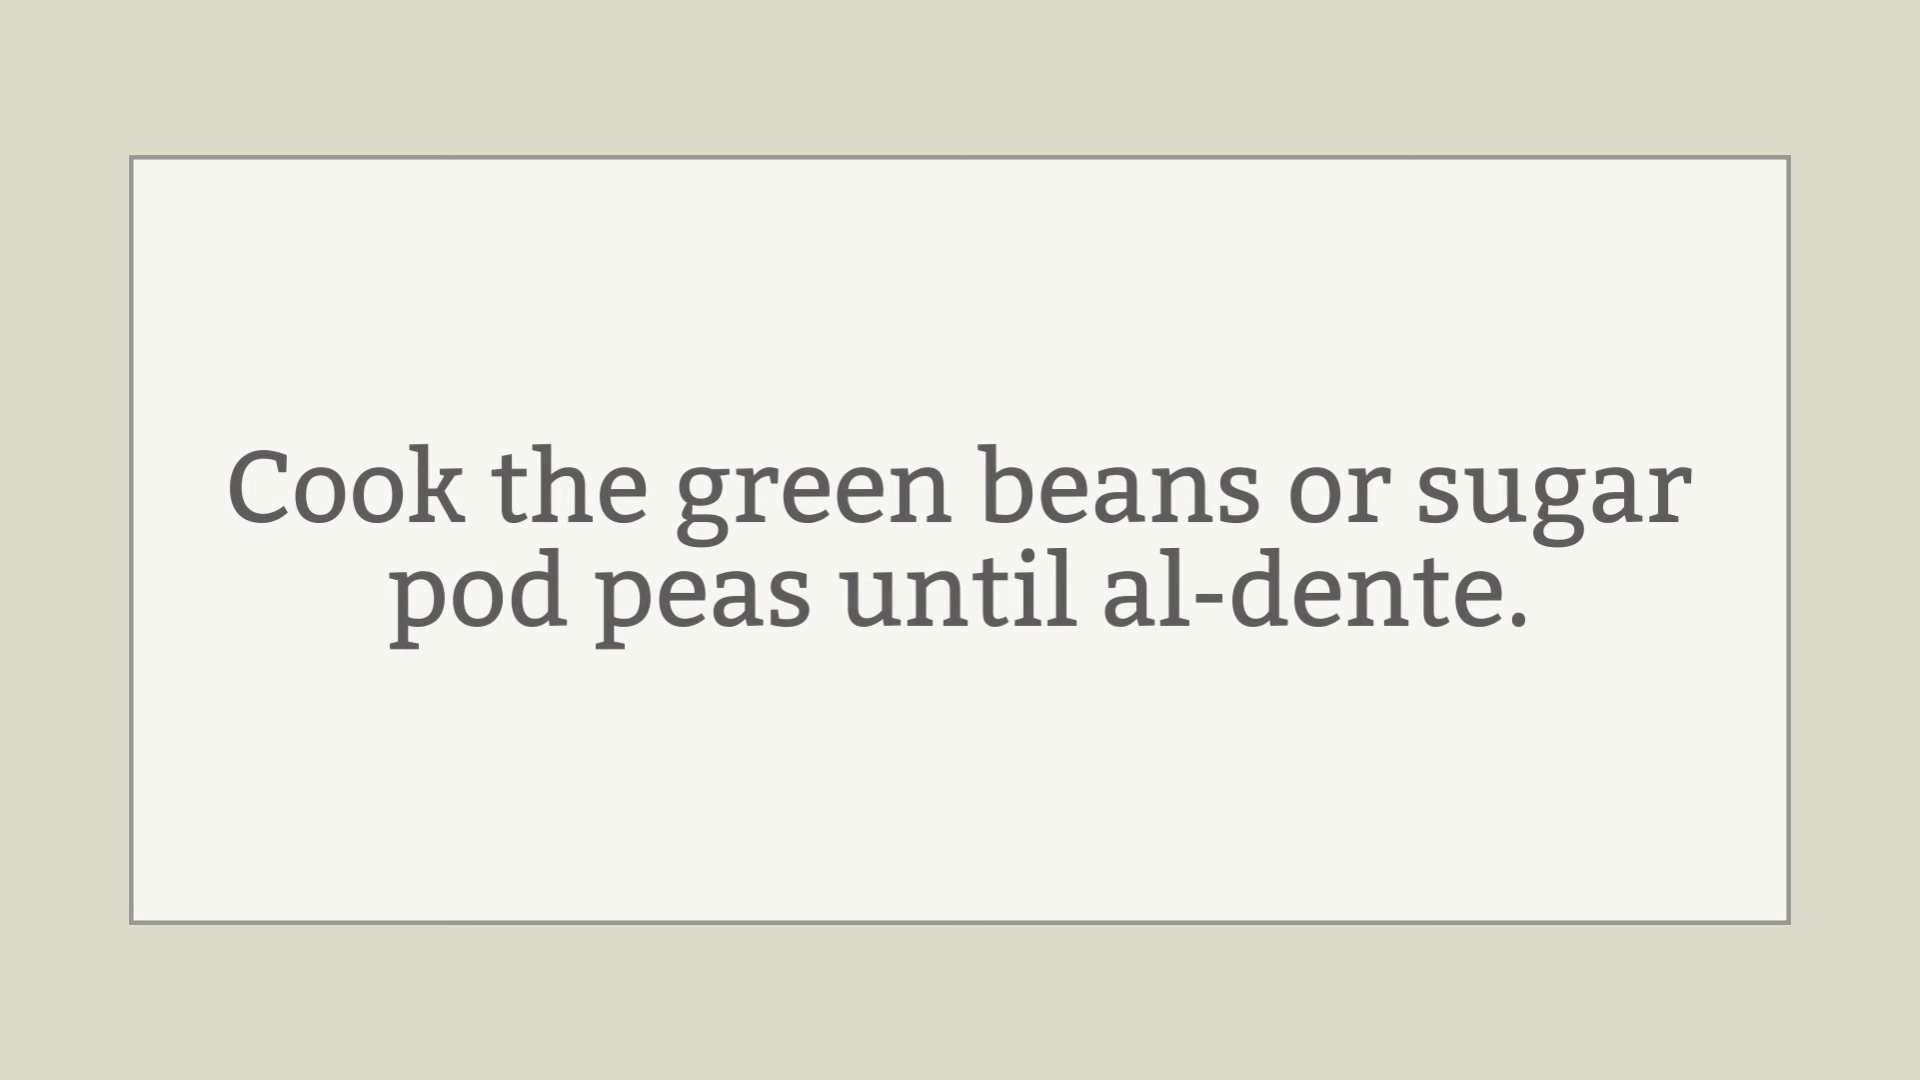 Cook the green beans or sugar
pod peas until al-dente.